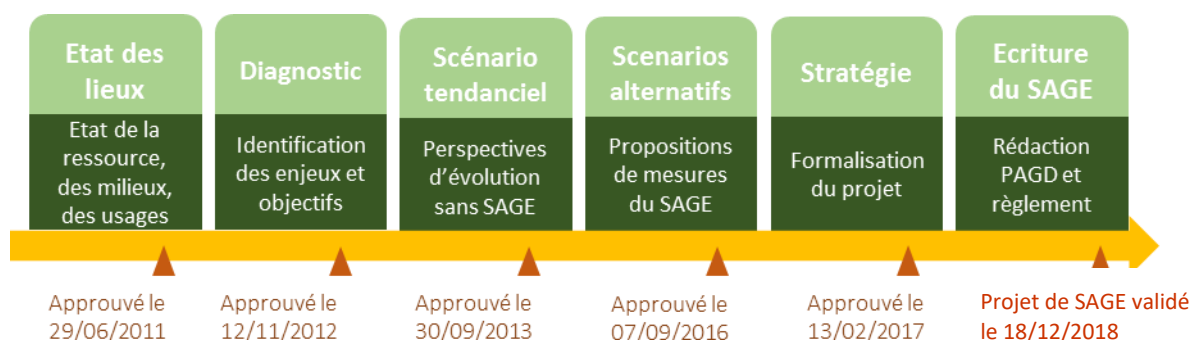 Etat des
lieux
Etat de la
ressource,
des milieux,
des usages
Approuvé le
29/06/2011
Diagnostic
Identification
des enjeux et
objectifs
Approuvé le
12/11/2012
Scénario
tendanciel
Perspectives
d'évolution
sans SAGE
Approuvé le
30/09/2013
Scenarios
alternatifs
Propositions
de mesures
du SAGE
Approuvé le
07/09/2016
Stratégie
Formalisation
du projet
Approuvé le
13/02/2017
Ecriture
du SAGE
Rédaction
PAGD et
règlement
Projet de SAGE validé
le 18/12/2018